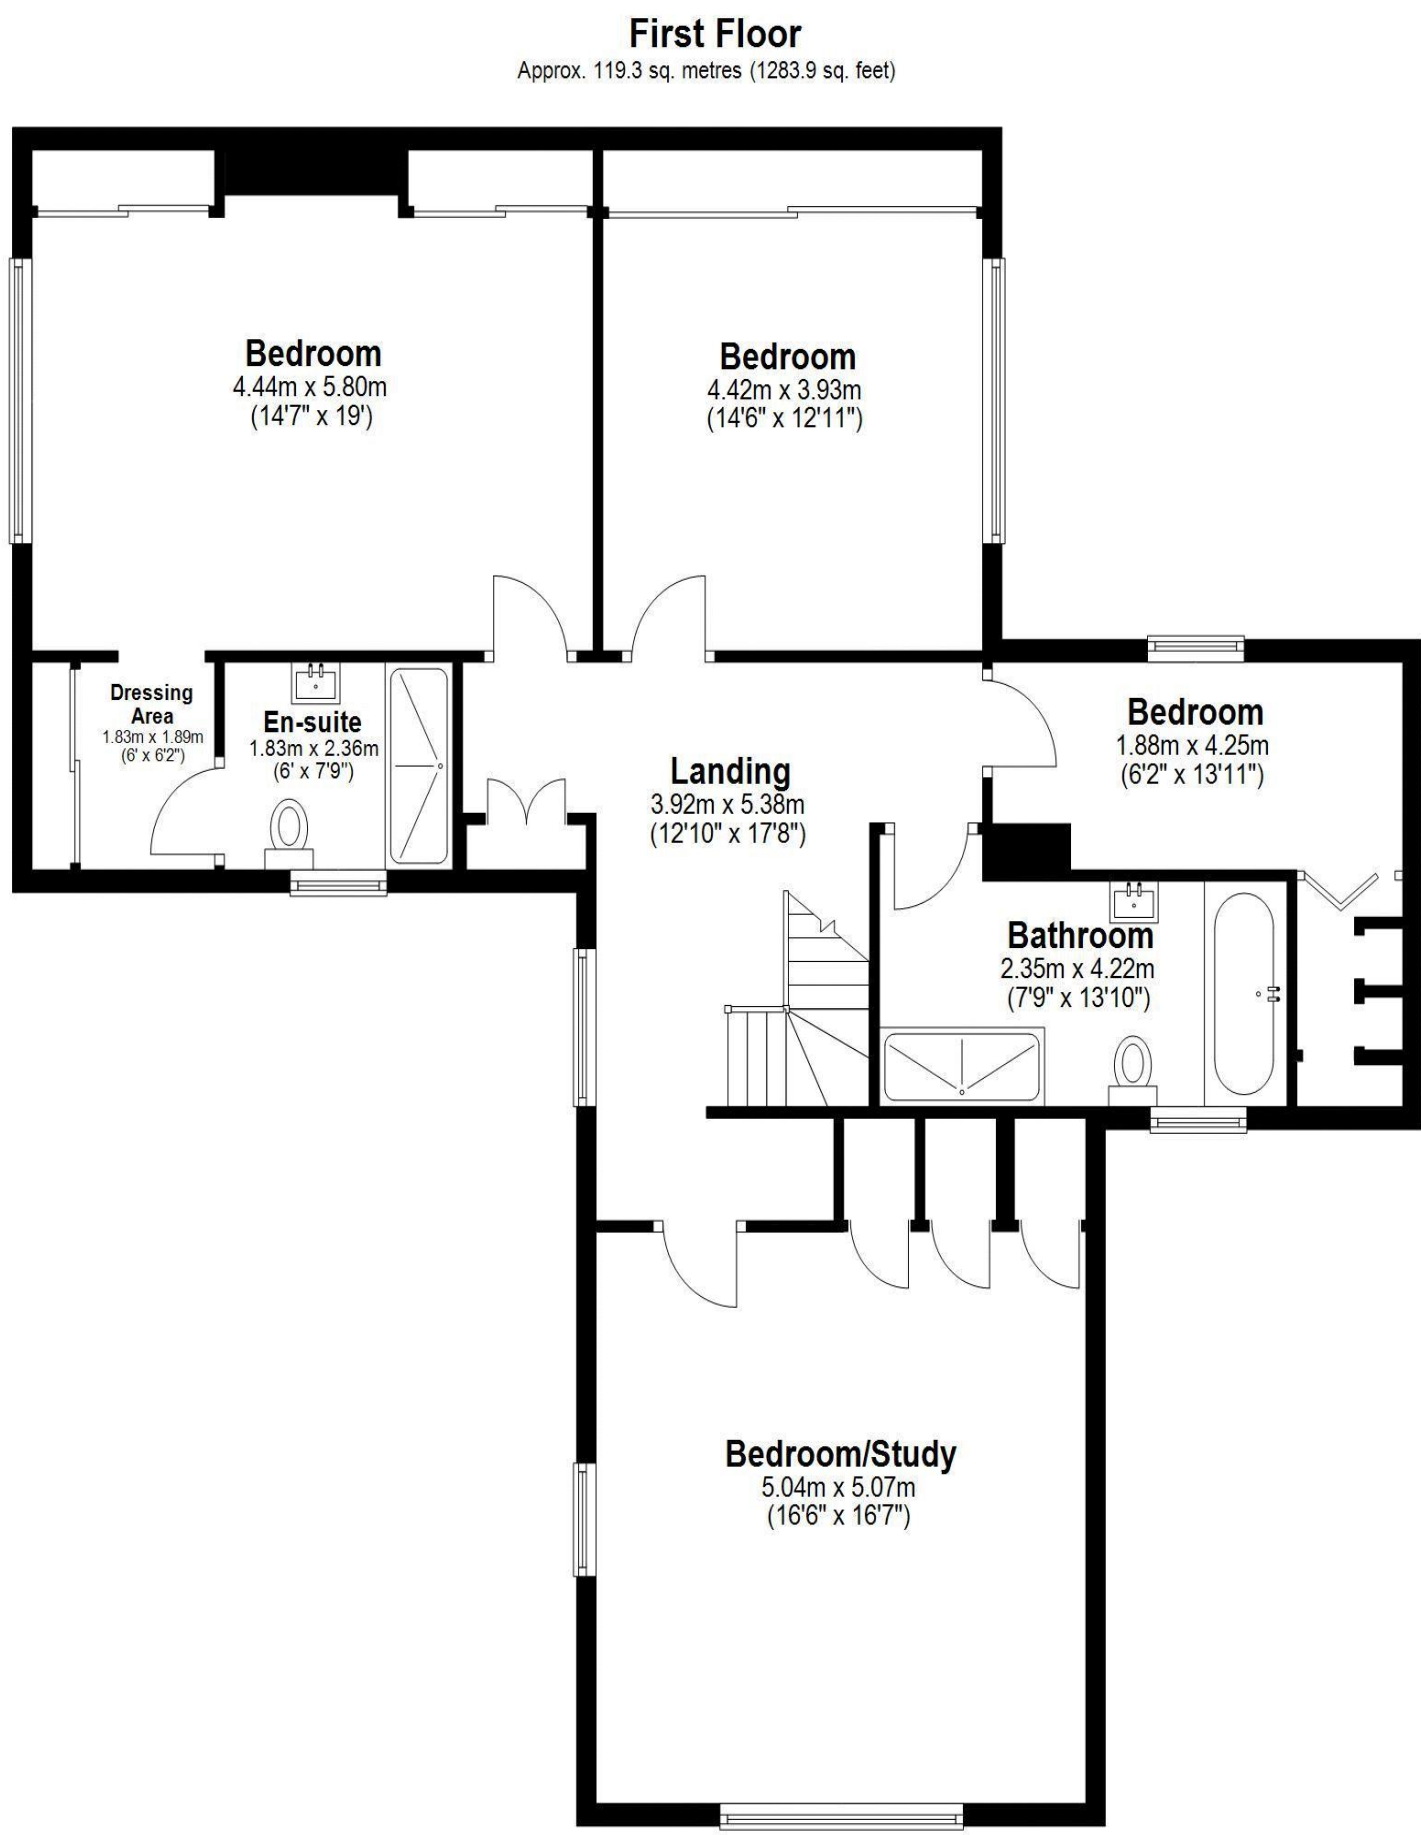 First Floor
Approx. 119.3 sq. metres (1283.9 sq. feet)
Bedroom
4.44m x 5.80m
(14'7" x 19')
Bedroom
4.42m x 3.93m
(14'6" x 12'11")
Dressing
Area
1.83m x 1.89m
(6' x 6'2")
En-suite
1.83m x 2.36m
(6' x 7'9")
Landing
3.92m x 5.38m
(12'10" x 17'8")
Bedroom
1.88m x 4.25m
(6'2" x 13'11")
Bathroom
2.35m x 4.22m
(7'9" x 13'10")
Bedroom/Study
5.04m x 5.07m
(16'6" x 16'7")